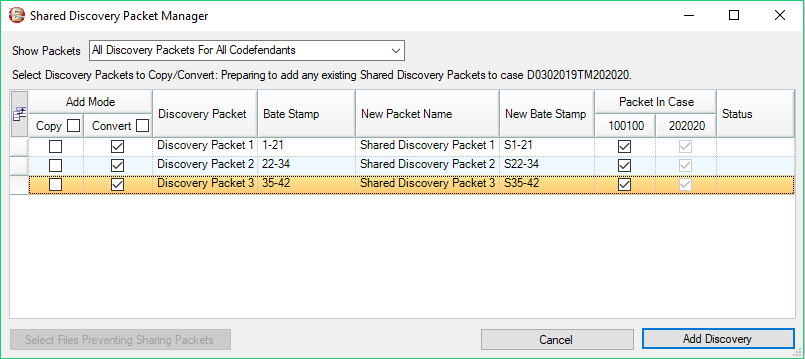 Shared Discovery Packet Manager
Show Packets All Discovery Packets For All Codefendants
Select Discovery Packets to Copy/Convert: Preparing to add any existing Shared Discovery Packets to case D0302019TM202020.
Add Mode Discovery Packet Bate Stamp New Packet Name New Bate Stamp Packet In Case Status
Copy Convert 100100 202020
Discovery Packet 1 1-21 Shared Discovery Packet 1 S1-21
Discovery Packet 2 22-34 Shared Discovery Packet 2 S22-34
Discovery Packet 3 35-42 Shared Discovery Packet 3 S35-42
Select Files Preventing Sharing Packets Cancel Add Discovery